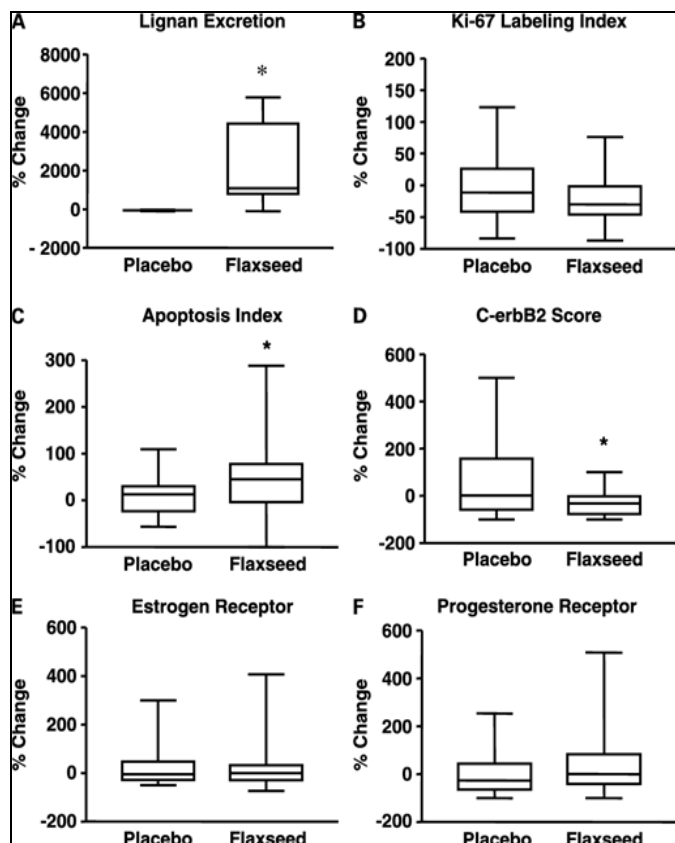 A Lignan Excretion
8000
6000
4000
2000
0
- 2000
% Change
*
Placebo Flaxseed
B Ki-67 Labeling Index
200
150
100
50
0
-50
-100
% Change
Placebo Flaxseed
C Apoptosis Index
300
200
100
0
-100
% Change
*
Placebo Flaxseed
D C-erbB2 Score
600
400
200
0
-200
% Change
*
Placebo Flaxseed
E Estrogen Receptor
600
400
200
0
-200
% Change
Placebo Flaxseed
F Progesterone Receptor
600
400
200
0
-200
% Change
Placebo Flaxseed